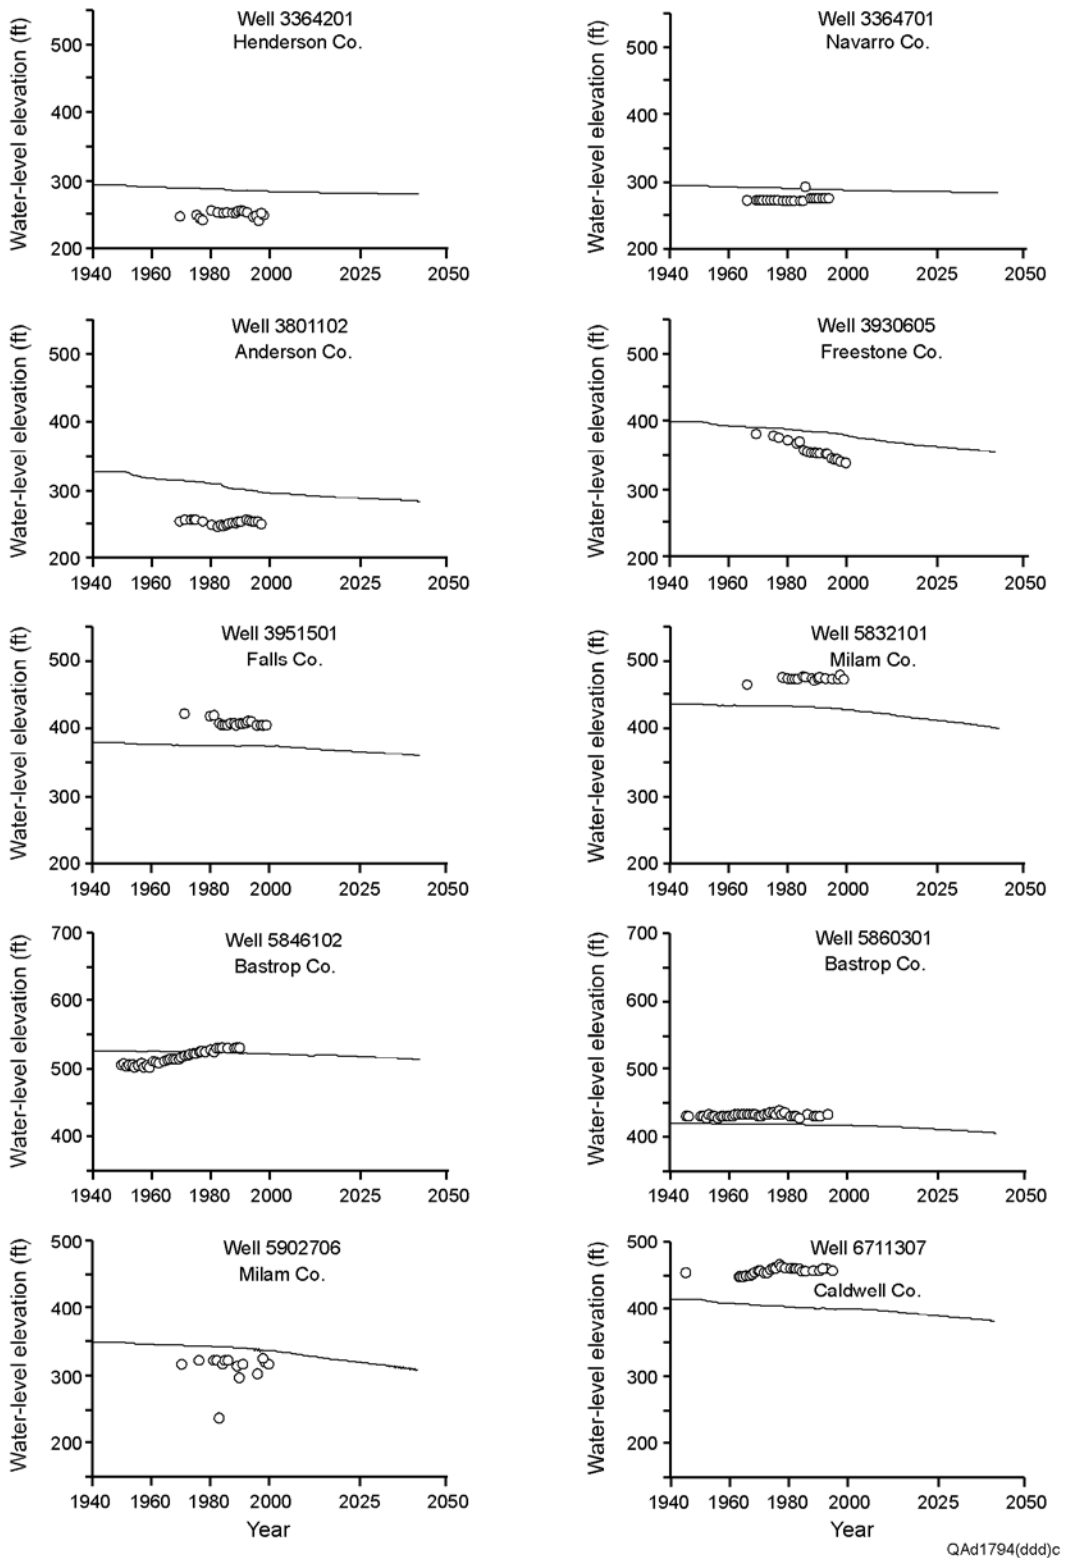 Well 3364201
Henderson Co.
Water-level elevation (ft)
500
400
300
200
1940 1960 1980 2000 2025 2050
Well 3364701
Navarro Co.
Water-level elevation (ft)
500
400
300
200
1940 1960 1980 2000 2025 2050
Well 3801102
Anderson Co.
Water-level elevation (ft)
500
400
300
200
1940 1960 1980 2000 2025 2050
Well 3930605
Freestone Co.
Water-level elevation (ft)
500
400
300
200
1940 1960 1980 2000 2025 2050
Well 3951501
Falls Co.
Water-level elevation (ft)
500
400
300
200
1940 1960 1980 2000 2025 2050
Well 5832101
Milam Co.
Water-level elevation (ft)
500
400
300
200
1940 1960 1980 2000 2025 2050
Well 5846102
Bastrop Co.
Water-level elevation (ft)
700
600
500
400
1940 1960 1980 2000 2025 2050
Well 5860301
Bastrop Co.
Water-level elevation (ft)
700
600
500
400
1940 1960 1980 2000 2025 2050
Well 5902706
Milam Co.
Water-level elevation (ft)
500
400
300
200
1940 1960 1980 2000 2025 2050
Year
Well 6711307
Caldwell Co.
Water-level elevation (ft)
500
400
300
200
1940 1960 1980 2000 2025 2050
Year
QAd1794(ddd)c